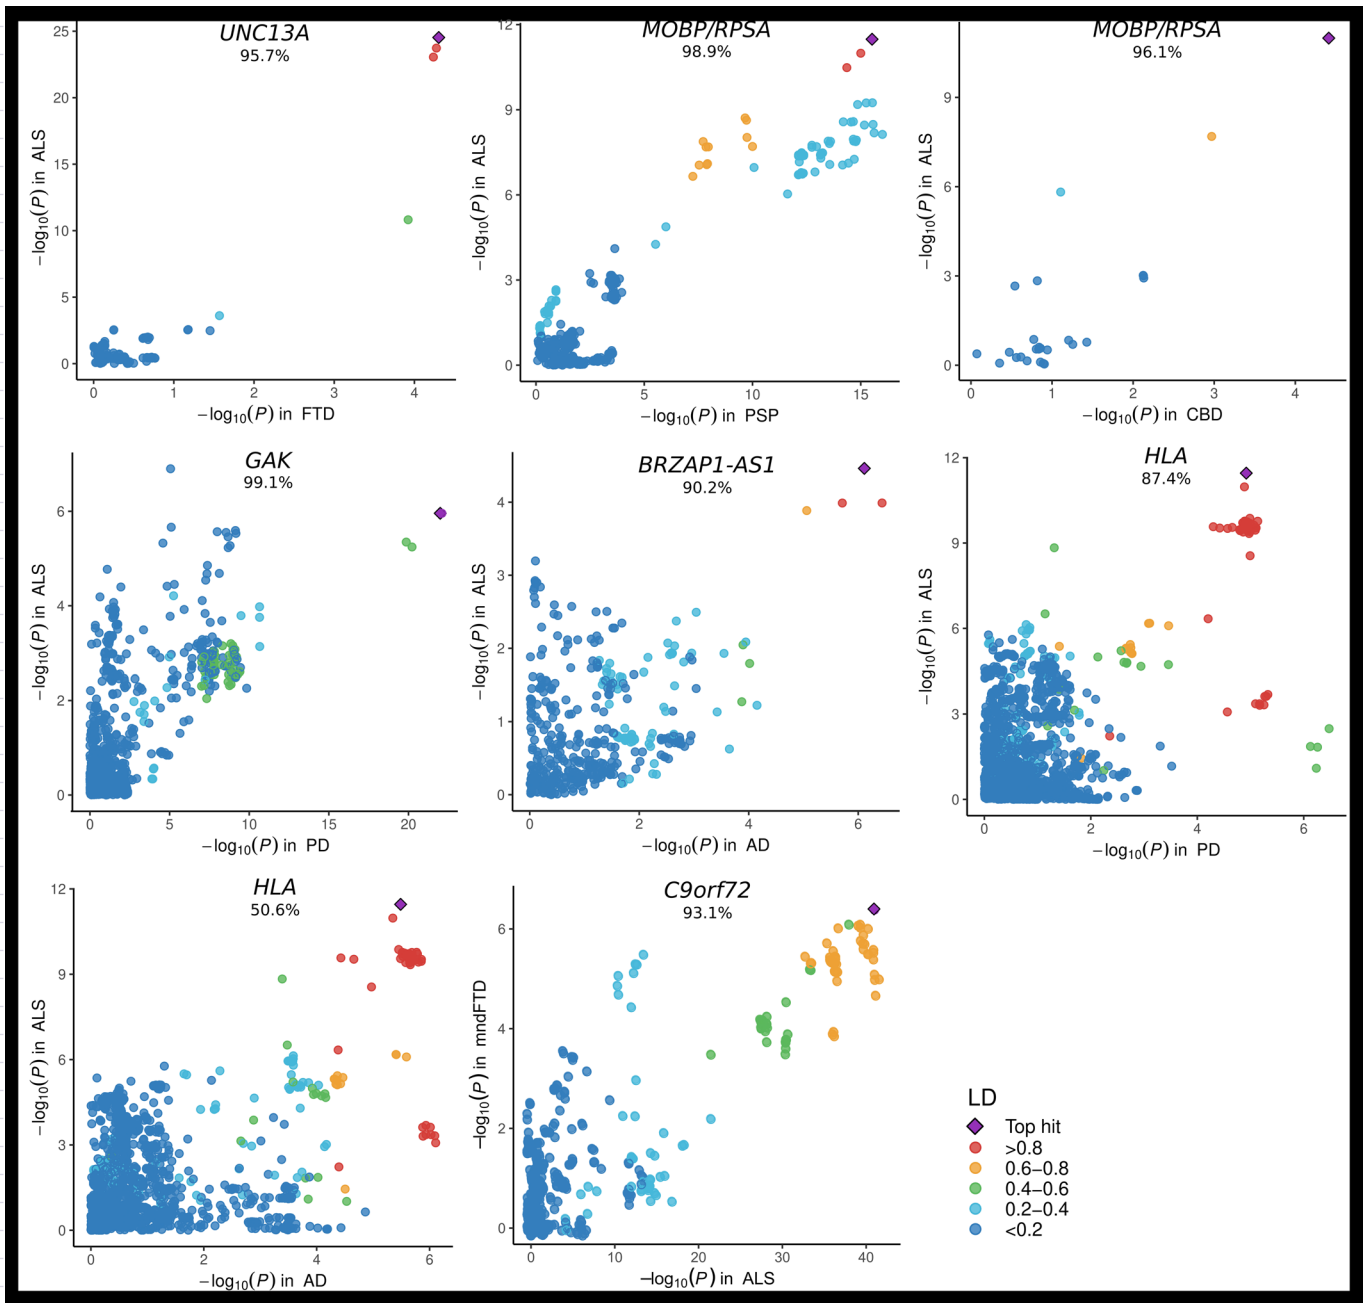 UNC13A
95.7%
25
20
15
10
5
0
−log10(P) in ALS
0 1 2 3 4
−log10(P) in FTD
MOBP/RPSA
98.9%
12
9
6
3
0
−log10(P) in ALS
0 5 10 15
−log10(P) in PSP
MOBP/RPSA
96.1%
9
6
3
0
−log10(P) in ALS
0 1 2 3 4
−log10(P) in CBD
GAK
99.1%
6
4
2
0
−log10(P) in ALS
0 5 10 15 20
−log10(P) in PD
BRZAP1-AS1
90.2%
4
3
2
1
0
−log10(P) in ALS
0 2 4 6
−log10(P) in AD
HLA
87.4%
12
9
6
3
0
−log10(P) in ALS
0 2 4 6
−log10(P) in PD
HLA
50.6%
12
9
6
3
0
−log10(P) in ALS
0 2 4 6
−log10(P) in AD
C9orf72
93.1%
6
4
2
0
−log10(P) in mndFTD
0 10 20 30 40
−log10(P) in ALS
LD
Top hit
>0.8
0.6−0.8
0.4−0.6
0.2−0.4
<0.2